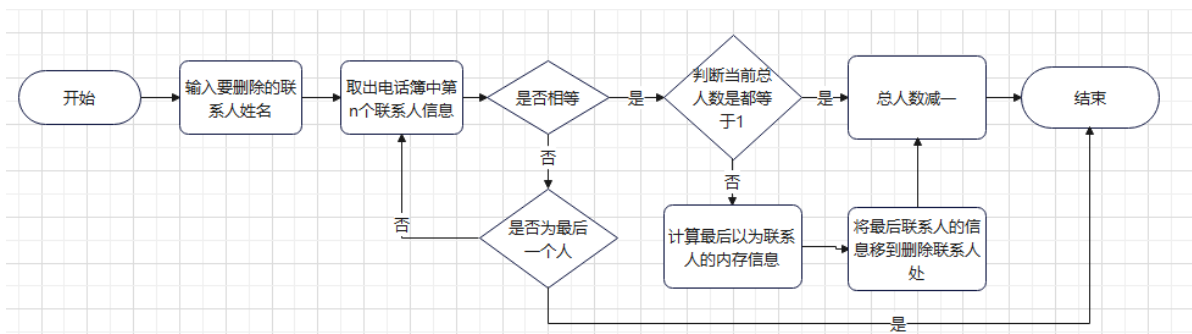 开始
输入要删除的联
系人姓名
取出电话簿中第
n个联系人信息
是否相等
是
判断当前总
人数是都等
于1
是
总人数减一
结束
否
是否为最后
一个人
否
否
计算最后以为联系
人的内存信息
将最后联系人的信
息移到删除联系人
处
是